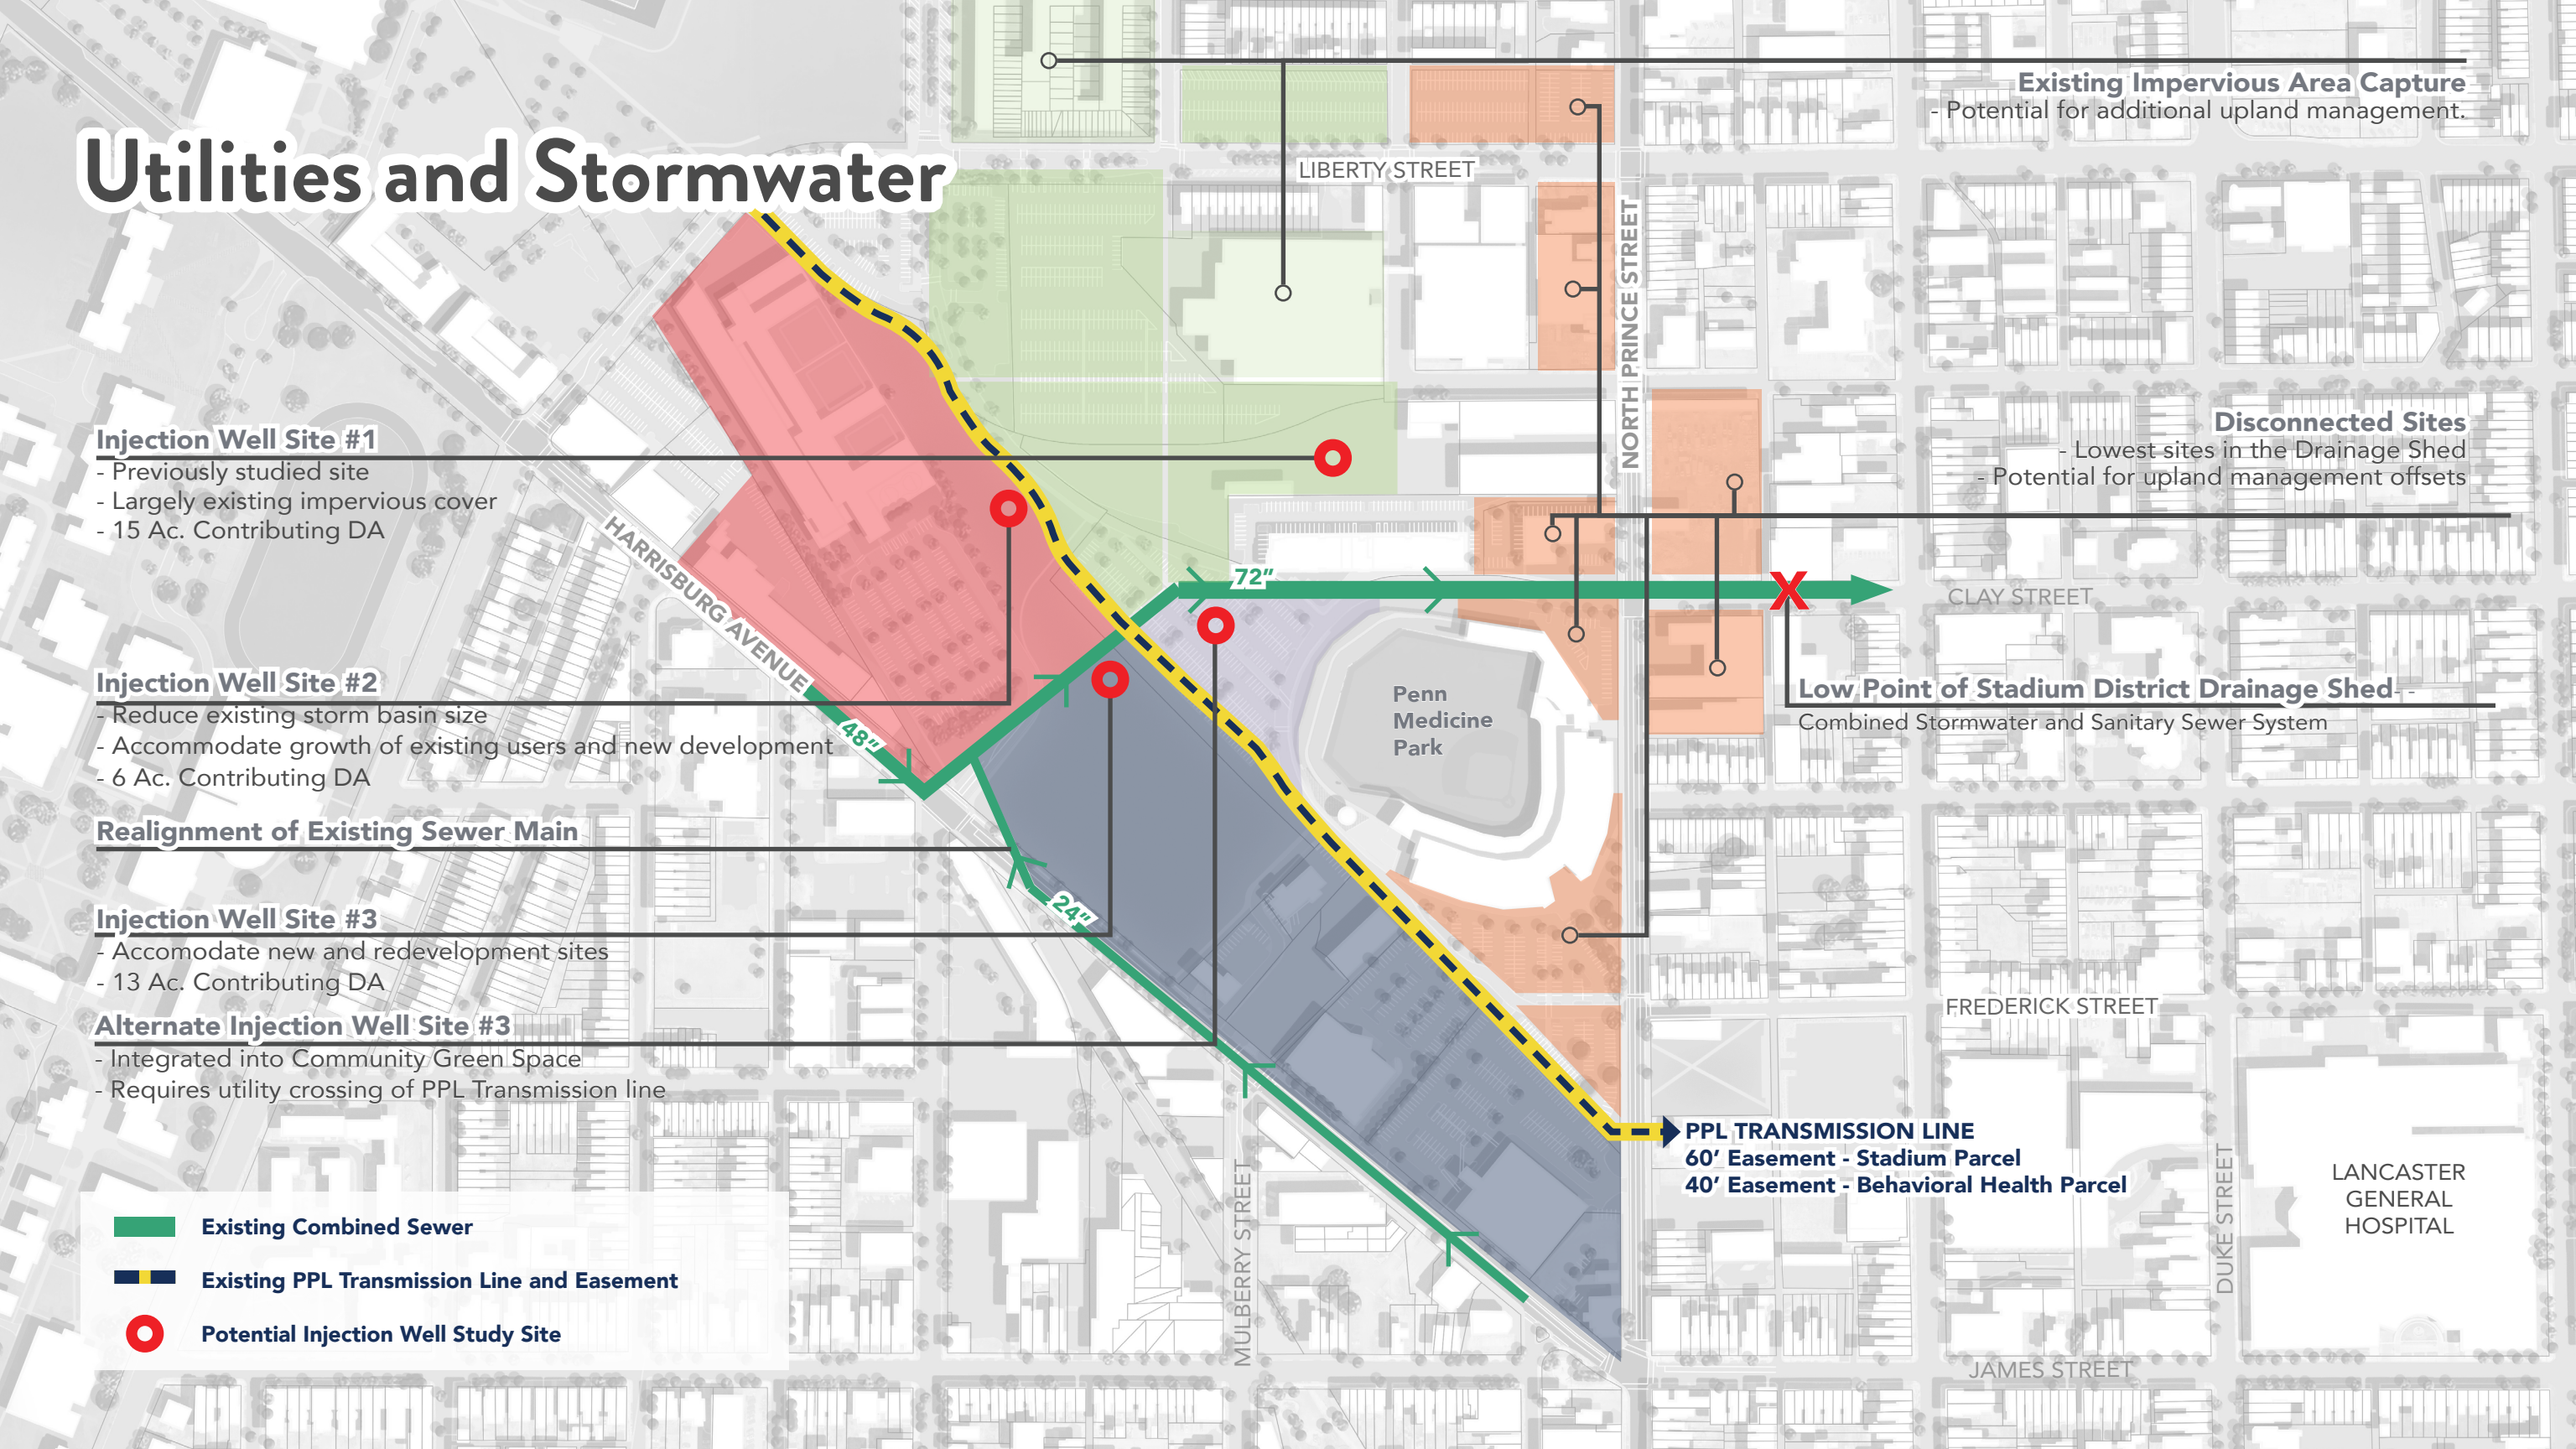 Utilities and Stormwater
Existing Impervious Area Capture
- Potential for additional upland management.
LIBERTY STREET
NORTH PRINCE STREET
Injection Well Site #1
- Previously studied site
- Largely existing impervious cover
- 15 Ac. Contributing DA
Disconnected Sites
- Lowest sites in the Drainage Shed
- Potential for upland management offsets
HARRISBURG AVENUE
72”
CLAY STREET
X
Injection Well Site #2
- Reduce existing storm basin size
- Accommodate growth of existing users and new development
- 6 Ac. Contributing DA
48”
Penn
Medicine
Park
Low Point of Stadium District Drainage Shed- -
Combined Stormwater and Sanitary Sewer System
Realignment of Existing Sewer Main
24”
Injection Well Site #3
- Accomodate new and redevelopment sites
- 13 Ac. Contributing DA
Alternate Injection Well Site #3
- Integrated into Community Green Space
- Requires utility crossing of PPL Transmission line
FREDERICK STREET
PPL TRANSMISSION LINE
60’ Easement - Stadium Parcel
40’ Easement - Behavioral Health Parcel
MULBERRY STREET
DUKE STREET
LANCASTER
GENERAL
HOSPITAL
JAMES STREET
Existing Combined Sewer
Existing PPL Transmission Line and Easement
Potential Injection Well Study Site